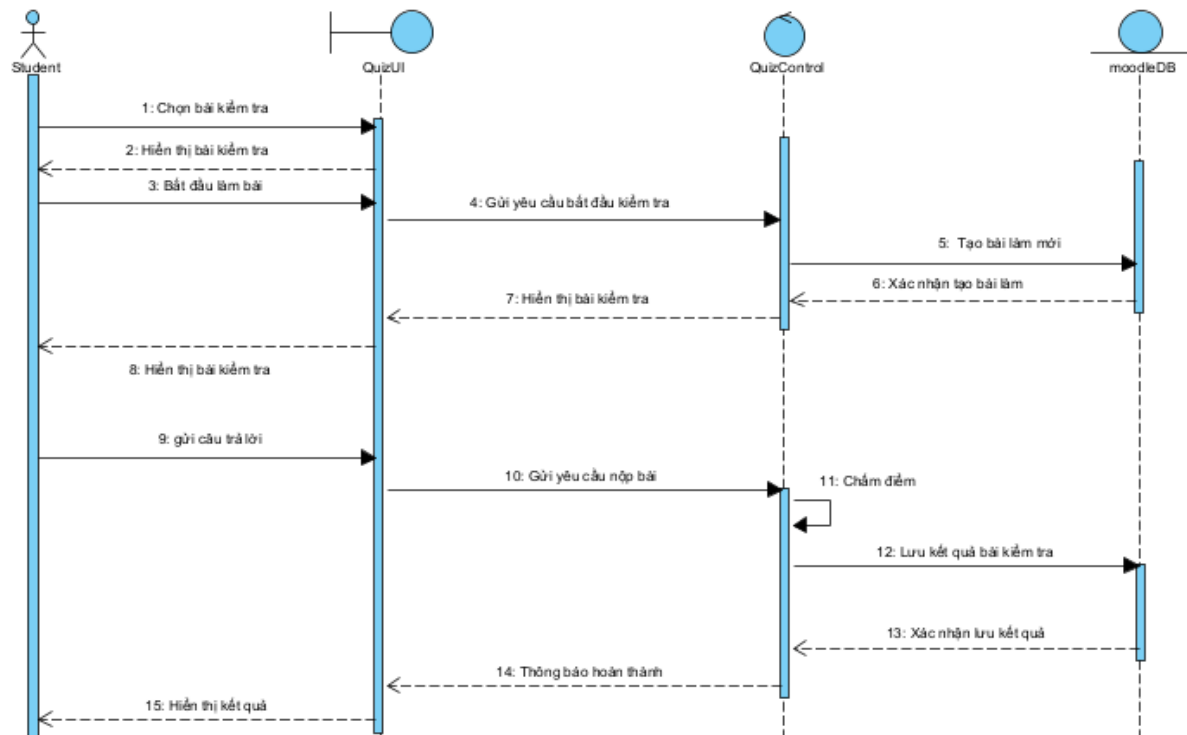 Student
QuizUI
QuizControl
moodleDB
1: Chọn bài kiểm tra
2: Hiển thị bài kiểm tra
3: Bắt đầu làm bài
4: Gửi yêu cầu bắt đầu kiểm tra
5: Tạo bài làm mới
6: Xác nhận tạo bài làm
7: Hiển thị bài kiểm tra
8: Hiển thị bài kiểm tra
9: gửi câu trả lời
10: Gửi yêu cầu nộp bài
11: Chấm điểm
12: Lưu kết quả bài kiểm tra
13: Xác nhận lưu kết quả
14: Thông báo hoàn thành
15: Hiển thị kết quả